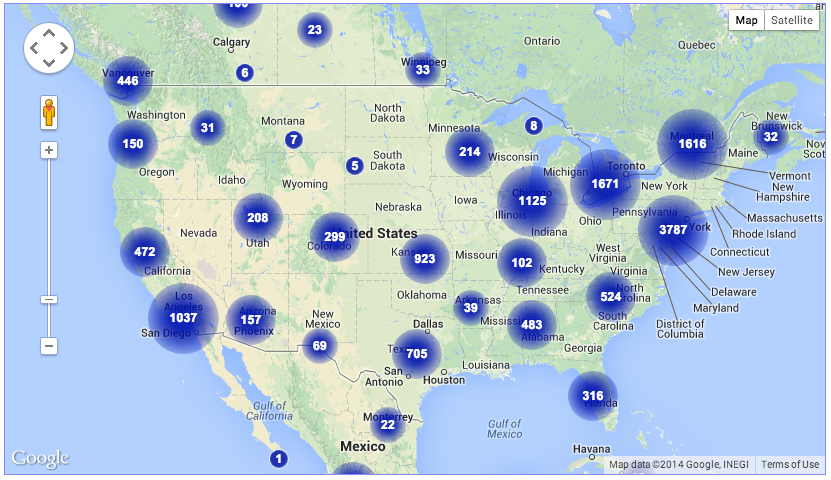 Map
Satellite
Calgary
23
Ontario
Quebec
Winnipeg
33
6
Vancouver
446
Washington
31
Montana
7
North
Dakota
Minnesota
8
Montreal
1616
New
Brunswick
32
Maine
150
Oregon
5
South
Dakota
214
Wisconsin
Michigan
Toronto
1671
Vermont
New
Hampshire
Idaho
Wyoming
Chicago
1125
Illinois
New York
Massachusetts
Rhode Island
Connecticut
208
Utah
Nevada
Nebraska
Iowa
Indiana
Ohio
Pennsylvania
York
3787
299
Colorado
United States
923
Missouri
102
Kentucky
West
Virginia
Virginia
New Jersey
Delaware
Maryland
District of
Columbia
472
California
Los
Angeles
1037
San Diego
Arizona
157
Phoenix
New
Mexico
69
Oklahoma
Arkansas
39
Tennessee
524
North
South
Carolina
483
Alabama
Georgia
Dallas
705
San
Antonio
Houston
Louisiana
316
Florida
Gulf of
California
Monterrey
22
Gulf of
Mexico
Mexico
1
Havana
Google
Map data ©2014 Google, INEGI
Terms of Use